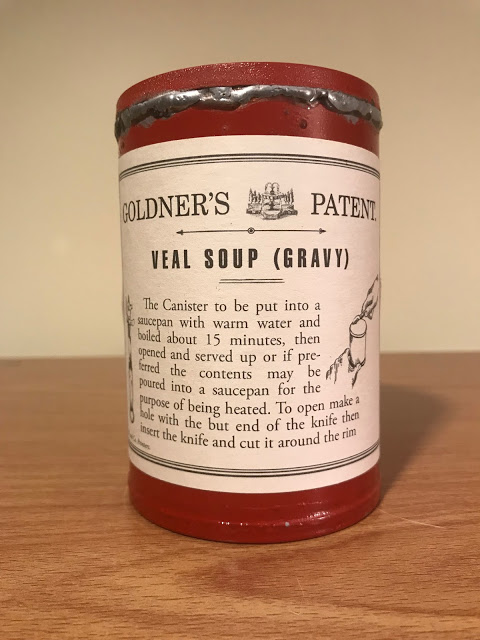 GOLDNER'S PATENT.
VEAL SOUP (GRAVY)
The Canister to be put into a
saucepan with warm water and
boiled about 15 minutes, then
opened and served up or if pre-
ferred the contents may be
poured into a saucepan for the
purpose of being heated. To open make a
hole with the but end of the knife then
insert the knife and cut it around the rim